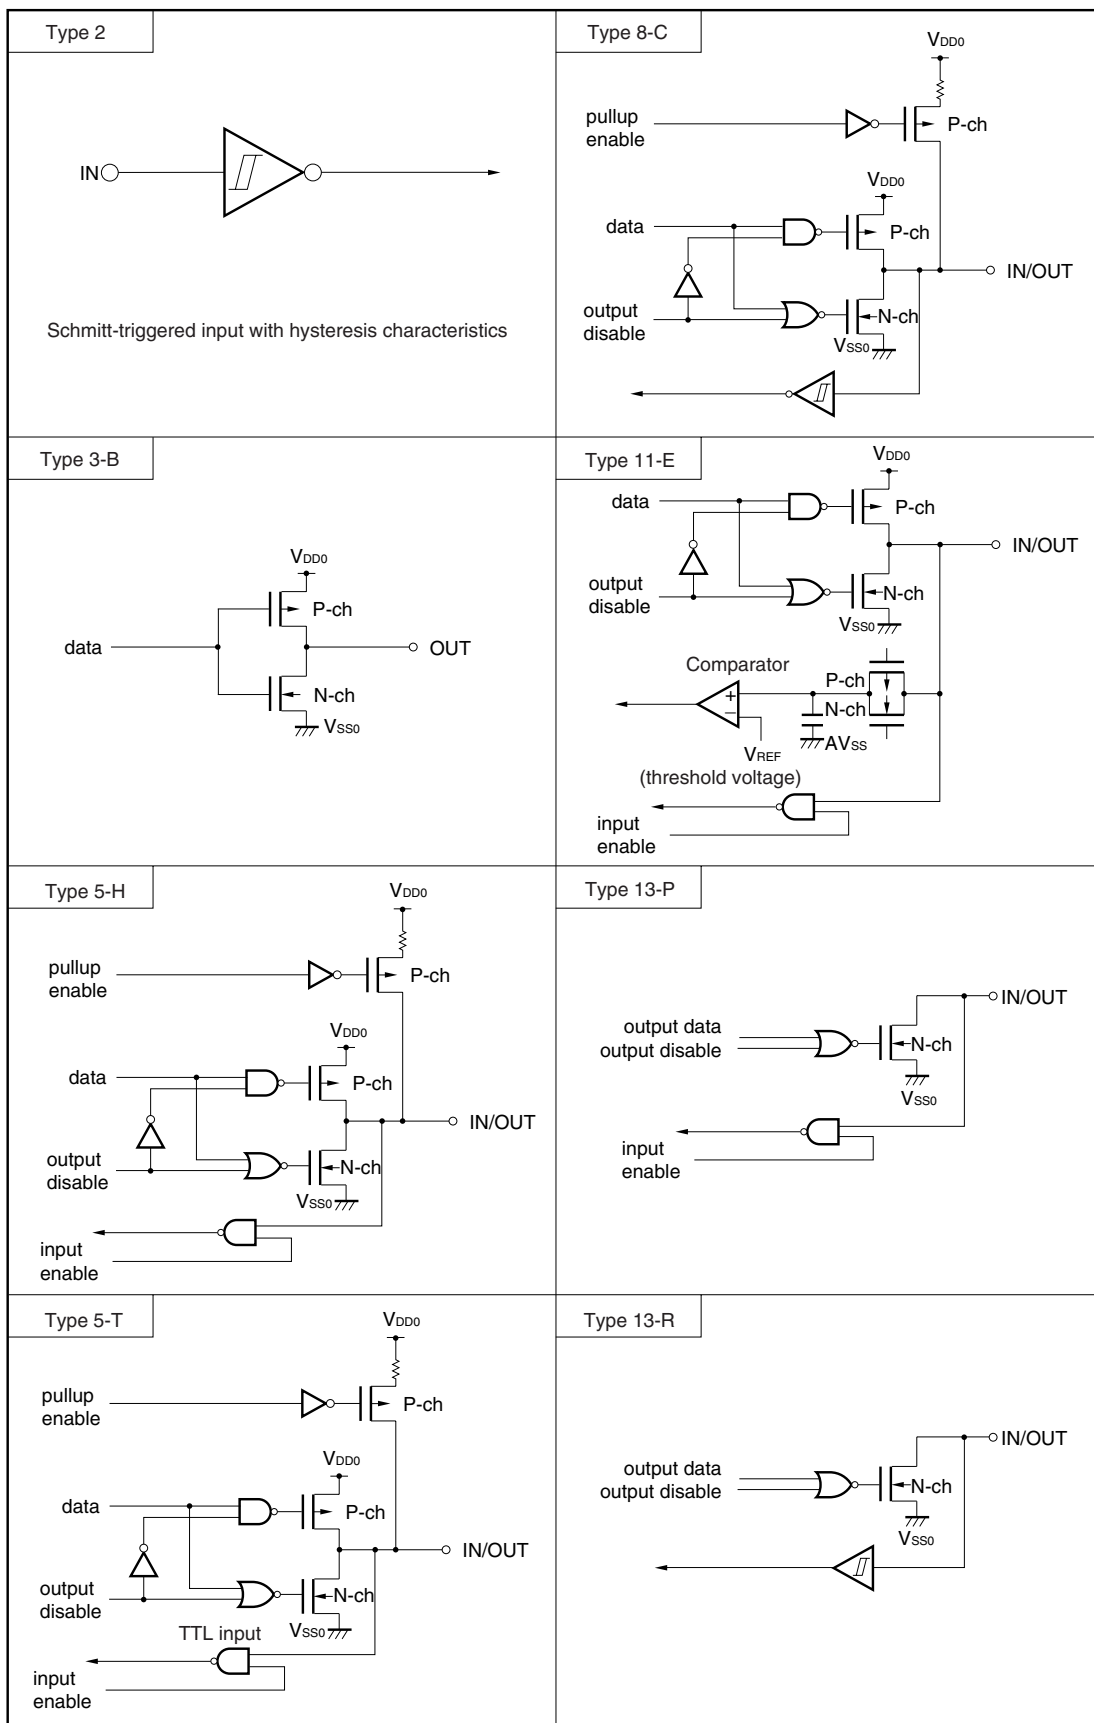 Type 2
IN
Schmitt-triggered input with hysteresis characteristics
Type 8-C
VDD0
pullup
enable
P-ch
VDD0
data
P-ch
IN/OUT
output
disable
N-ch
VSS0
Type 3-B
VDD0
P-ch
data
OUT
N-ch
VSS0
Type 11-E
VDD0
data
P-ch
IN/OUT
output
disable
N-ch
VSS0
Comparator
P-ch
+
−
N-ch
AVSS
VREF
(threshold voltage)
input
enable
Type 5-H
VDD0
pullup
enable
P-ch
VDD0
data
P-ch
IN/OUT
output
disable
N-ch
VSS0
input
enable
Type 13-P
IN/OUT
output data
output disable
N-ch
VSS0
input
enable
Type 5-T
VDD0
pullup
enable
P-ch
VDD0
data
P-ch
IN/OUT
output
disable
N-ch
VSS0
TTL input
input
enable
Type 13-R
IN/OUT
output data
output disable
N-ch
VSS0